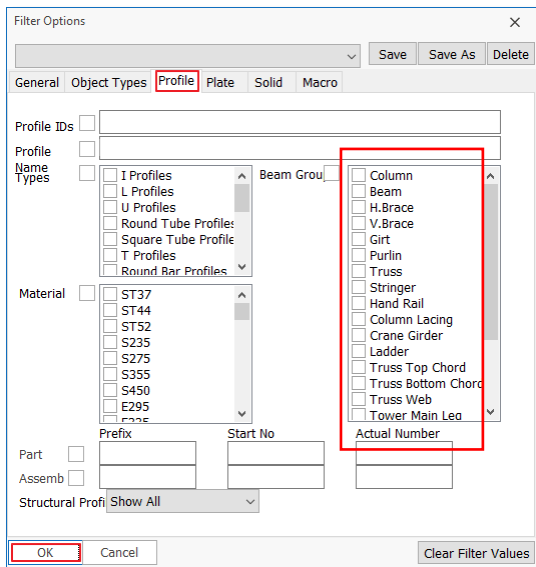 Filter Options
Save Save As Delete
General Object Types Profile Plate Solid Macro
Profile IDs
Profile
Name
Types
I Profiles
L Profiles
U Profiles
Round Tube Profiles
Square Tube Profile
T Profiles
Round Bar Profiles
Beam Grou
Column
Beam
H.Brace
V.Brace
Girt
Purlin
Truss
Stringer
Hand Rail
Column Lacing
Crane Girder
Ladder
Truss Top Chord
Truss Bottom Chord
Truss Web
Tower Main Leg
Material
ST37
ST44
ST52
S235
S275
S355
S450
E295
E335
Prefix Start No Actual Number
Part
Assemb
Structural Profi Show All
OK Cancel Clear Filter Values